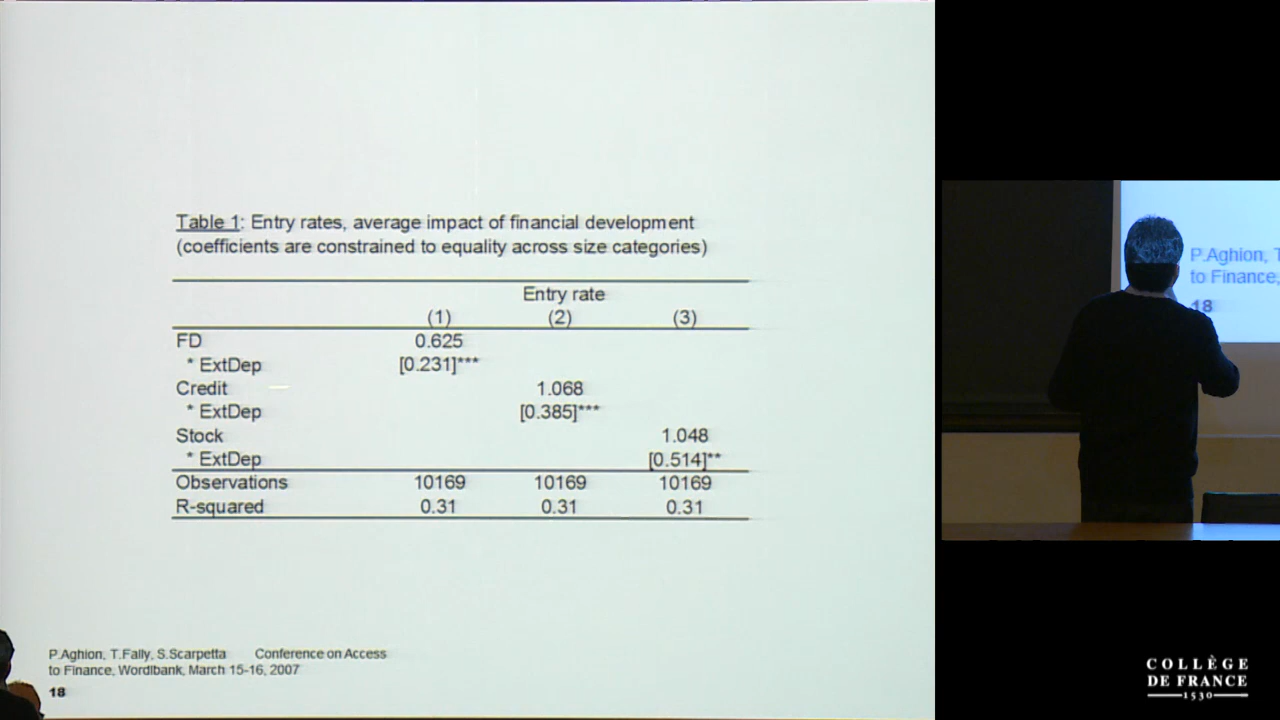 Table 1: Entry rates, average impact of financial development
(coefficients are constrained to equality across size categories)
Entry rate
(1) (2) (3)
FD 0.625
* ExtDep [0.231]***
Credit 1.068
* ExtDep [0.385]***
Stock 1.048
* ExtDep [0.514]**
Observations 10169 10169 10169
R-squared 0.31 0.31 0.31
P.Aghion, T.Fally, S.Scarpetta Conference on Access
to Finance, Wordlbank, March 15-16, 2007
18
P.Aghion, T
to Finance,
18
COLLÈGE
DE FRANCE
1530